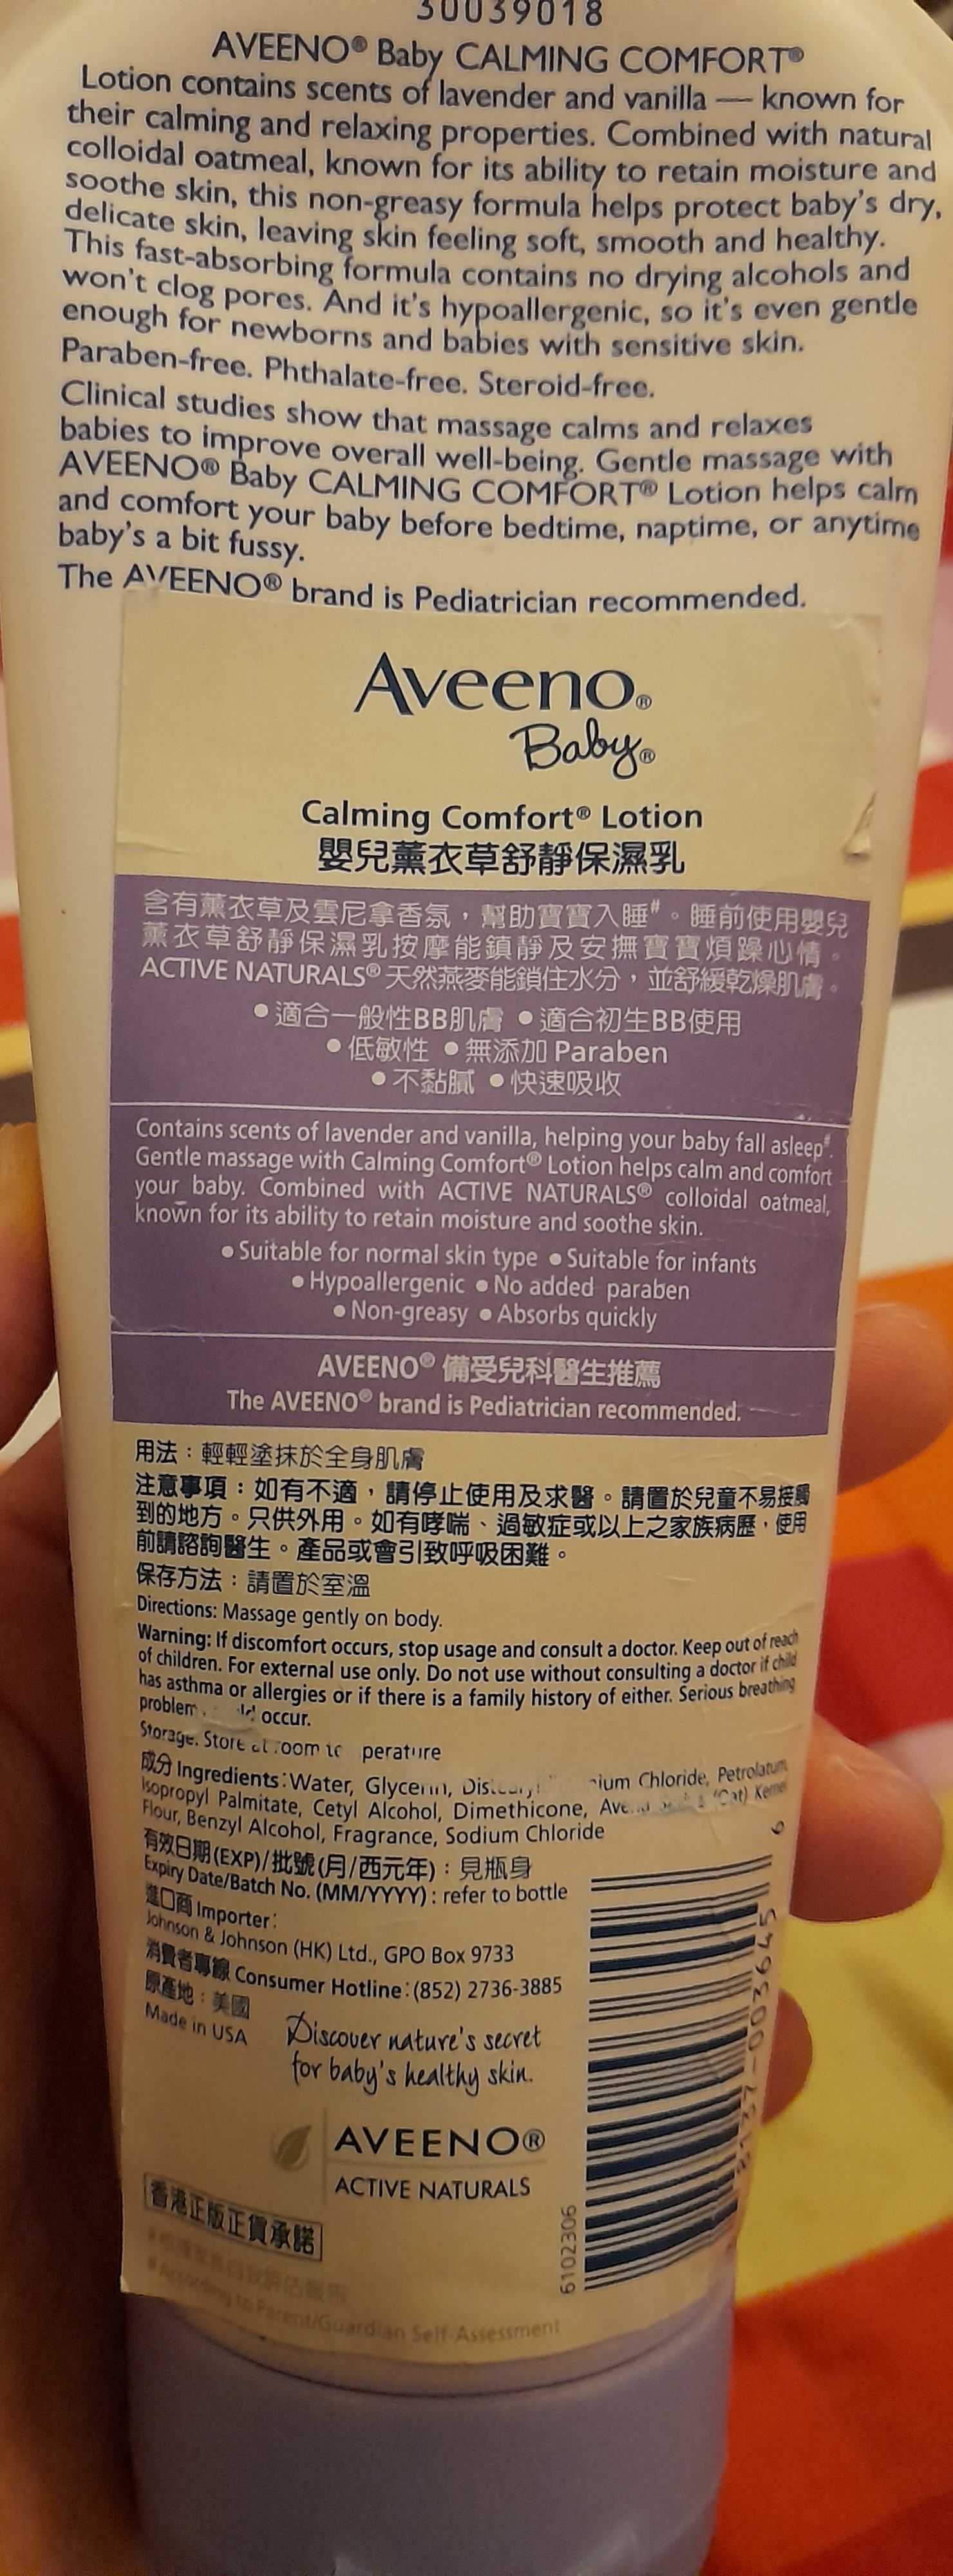 30039018
AVEENO® Baby CALMING COMFORT®
Lotion contains scents of lavender and vanilla — known for
their calming and relaxing properties. Combined with natural
colloidal oatmeal, known for its ability to retain moisture and
soothe skin, this non-greasy formula helps protect baby's dry,
delicate skin, leaving skin feeling soft, smooth and healthy.
This fast-absorbing formula contains no drying alcohols and
won't clog pores. And it's hypoallergenic, so it's even gentle
enough for newborns and babies with sensitive skin.
Paraben-free. Phthalate-free. Steroid-free.
Clinical studies show that massage calms and relaxes
babies to improve overall well-being. Gentle massage with
AVEENO® Baby CALMING COMFORT® Lotion helps calm
and comfort your baby before bedtime, naptime, or anytime
baby's a bit fussy.
The AVEENO® brand is Pediatrician recommended.
Aveeno®
Baby®
Calming Comfort® Lotion
嬰兒薰衣草舒靜保濕乳
含有薰衣草及雲尼拿香氛，幫助寶寶入睡#。睡前使用嬰兒
薰衣草舒靜保濕乳按摩能鎮靜及安撫寶寶煩躁心情。
ACTIVE NATURALS® 天然燕麥能鎖住水分，並舒緩乾燥肌膚。
● 適合一般性BB肌膚 ● 適合初生BB使用
● 低敏性 ● 無添加 Paraben
● 不黏膩 ● 快速吸收
Contains scents of lavender and vanilla, helping your baby fall asleep#.
Gentle massage with Calming Comfort® Lotion helps calm and comfort
your baby. Combined with ACTIVE NATURALS® colloidal oatmeal,
known for its ability to retain moisture and soothe skin.
● Suitable for normal skin type ● Suitable for infants
● Hypoallergenic ● No added paraben
● Non-greasy ● Absorbs quickly
AVEENO® 備受兒科醫生推薦
The AVEENO® brand is Pediatrician recommended.
用法：輕輕塗抹於全身肌膚
注意事項：如有不適，請停止使用及求醫。請置於兒童不易接觸
到的地方。只供外用。如有哮喘、過敏症或以上之家族病歷，使用
前請諮詢醫生。產品或會引致呼吸困難。
保存方法：請置於室溫
Directions: Massage gently on body.
Warning: If discomfort occurs, stop usage and consult a doctor. Keep out of reach
of children. For external use only. Do not use without consulting a doctor if child
has asthma or allergies or if there is a family history of either. Serious breathing
problem occur.
Storage: Store at room temperature
成分 Ingredients: Water, Glycerin, Chloride, Petrolatum,
Isopropyl Palmitate, Cetyl Alcohol, Dimethicone, (Oat) Kernel
Flour, Benzyl Alcohol, Fragrance, Sodium Chloride
有效日期(EXP)/批號(月/西元年)：見瓶身
Expiry Date/Batch No. (MM/YYYY) : refer to bottle
進口商 Importer:
Johnson & Johnson (HK) Ltd., GPO Box 9733
消費者專線 Consumer Hotline: (852) 2736-3885
原產地：美國
Made in USA
Discover nature's secret
for baby's healthy skin.
AVEENO®
ACTIVE NATURALS
香港正版正貨承諾
6102306
#According to Parent/Guardian Self-Assessment